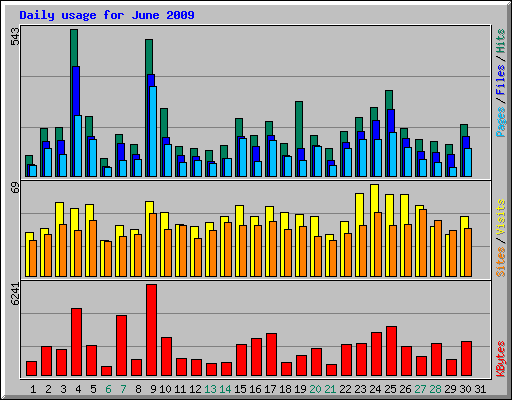 Daily usage for June 2009
543
Pages / Files / Hits
69
Sites / Visits
6241
KBytes
1 2 3 4 5 6 7 8 9 10 11 12 13 14 15 16 17 18 19 20 21 22 23 24 25 26 27 28 29 30 31